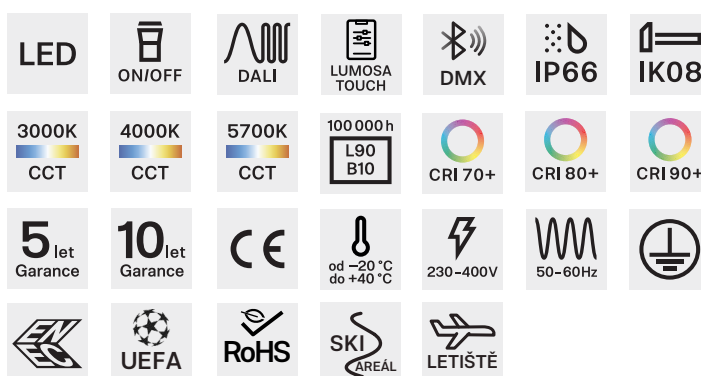 LED
ON/OFF
DALI
LUMOSA
TOUCH
DMX
IP66
IK08
3000K
CCT
4000K
CCT
5700K
CCT
100 000 h
L90
B10
CRI 70+
CRI 80+
CRI 90+
5 let
Garance
10 let
Garance
CE
od –20 °C
do +40 °C
230–400V
50–60Hz
ENEC
UEFA
RoHS
SKI
AREÁL
LETIŠTĚ